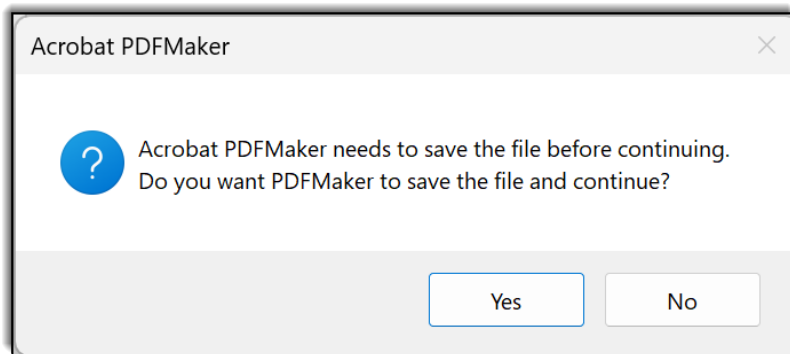 Acrobat PDFMaker
?
Acrobat PDFMaker needs to save the file before continuing.
Do you want PDFMaker to save the file and continue?
Yes
No